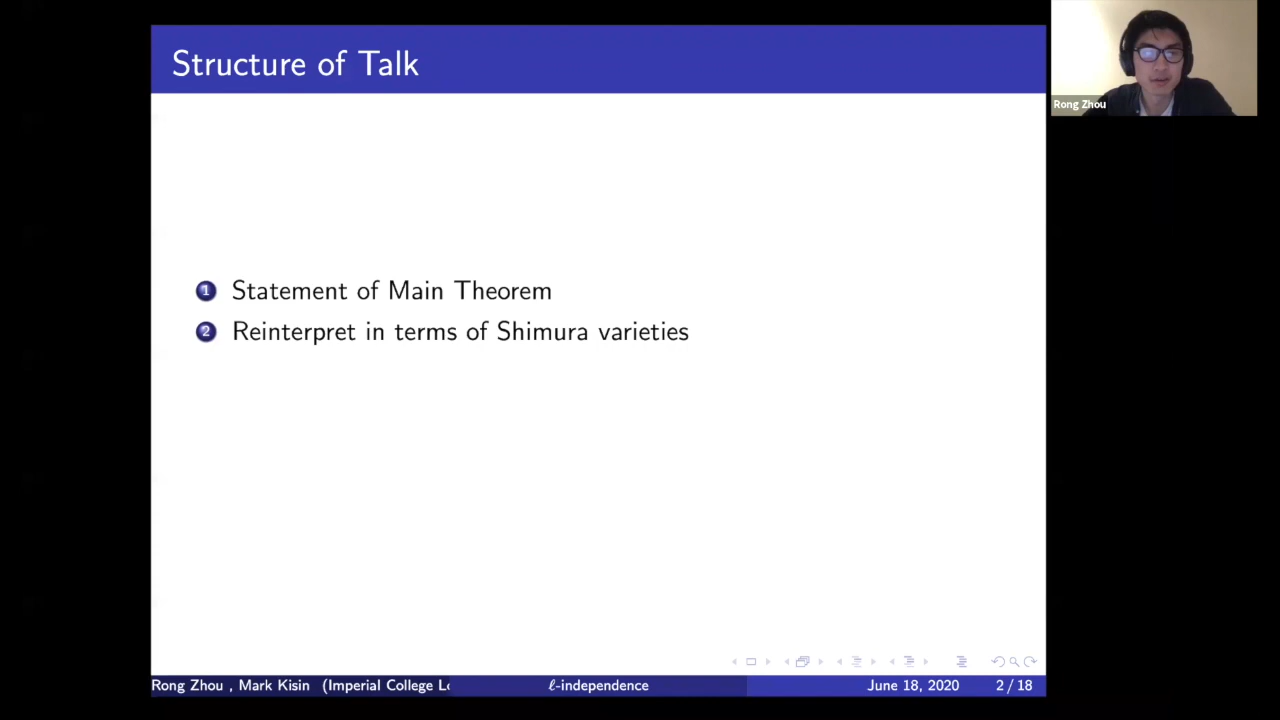 Structure of Talk
Rong Zhou
1 Statement of Main Theorem
2 Reinterpret in terms of Shimura varieties
Rong Zhou , Mark Kisin (Imperial College Lo
ℓ-independence
June 18, 2020
2 / 18